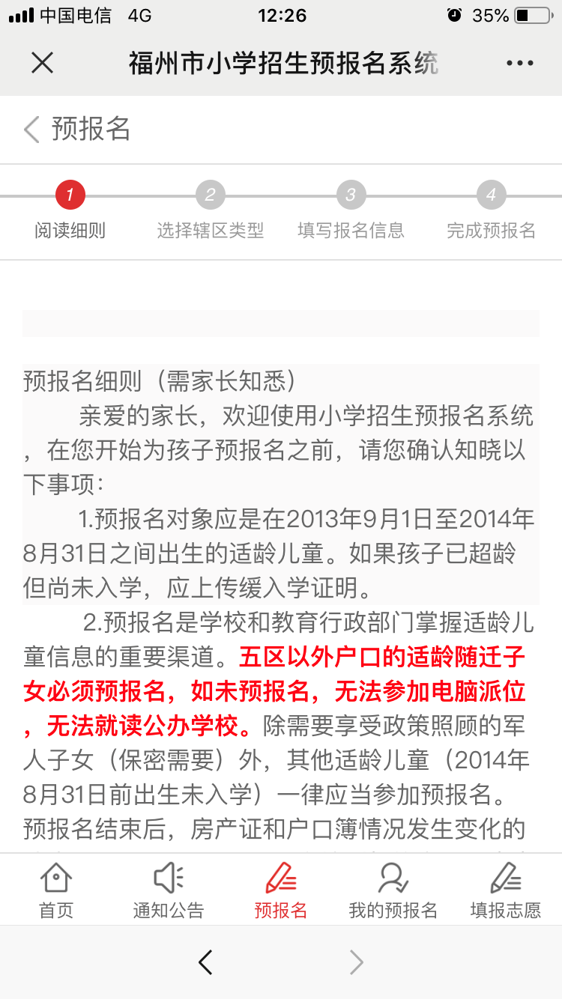 中国电信 4G 12:26 35%
福州市小学招生预报名系统
预报名
1 2 3 4
阅读细则 选择辖区类型 填写报名信息 完成预报名
预报名细则（需家长知悉）
亲爱的家长，欢迎使用小学招生预报名系统
，在您开始为孩子预报名之前，请您确认知晓以
下事项：
1.预报名对象应是在2013年9月1日至2014年
8月31日之间出生的适龄儿童。如果孩子已超龄
但尚未入学，应上传缓入学证明。
2.预报名是学校和教育行政部门掌握适龄儿
童信息的重要渠道。五区以外户口的适龄随迁子
女必须预报名，如未预报名，无法参加电脑派位
，无法就读公办学校。除需要享受政策照顾的军
人子女（保密需要）外，其他适龄儿童（2014年
8月31日前出生未入学）一律应当参加预报名。
预报名结束后，房产证和户口簿情况发生变化的
首页 通知公告 预报名 我的预报名 填报志愿